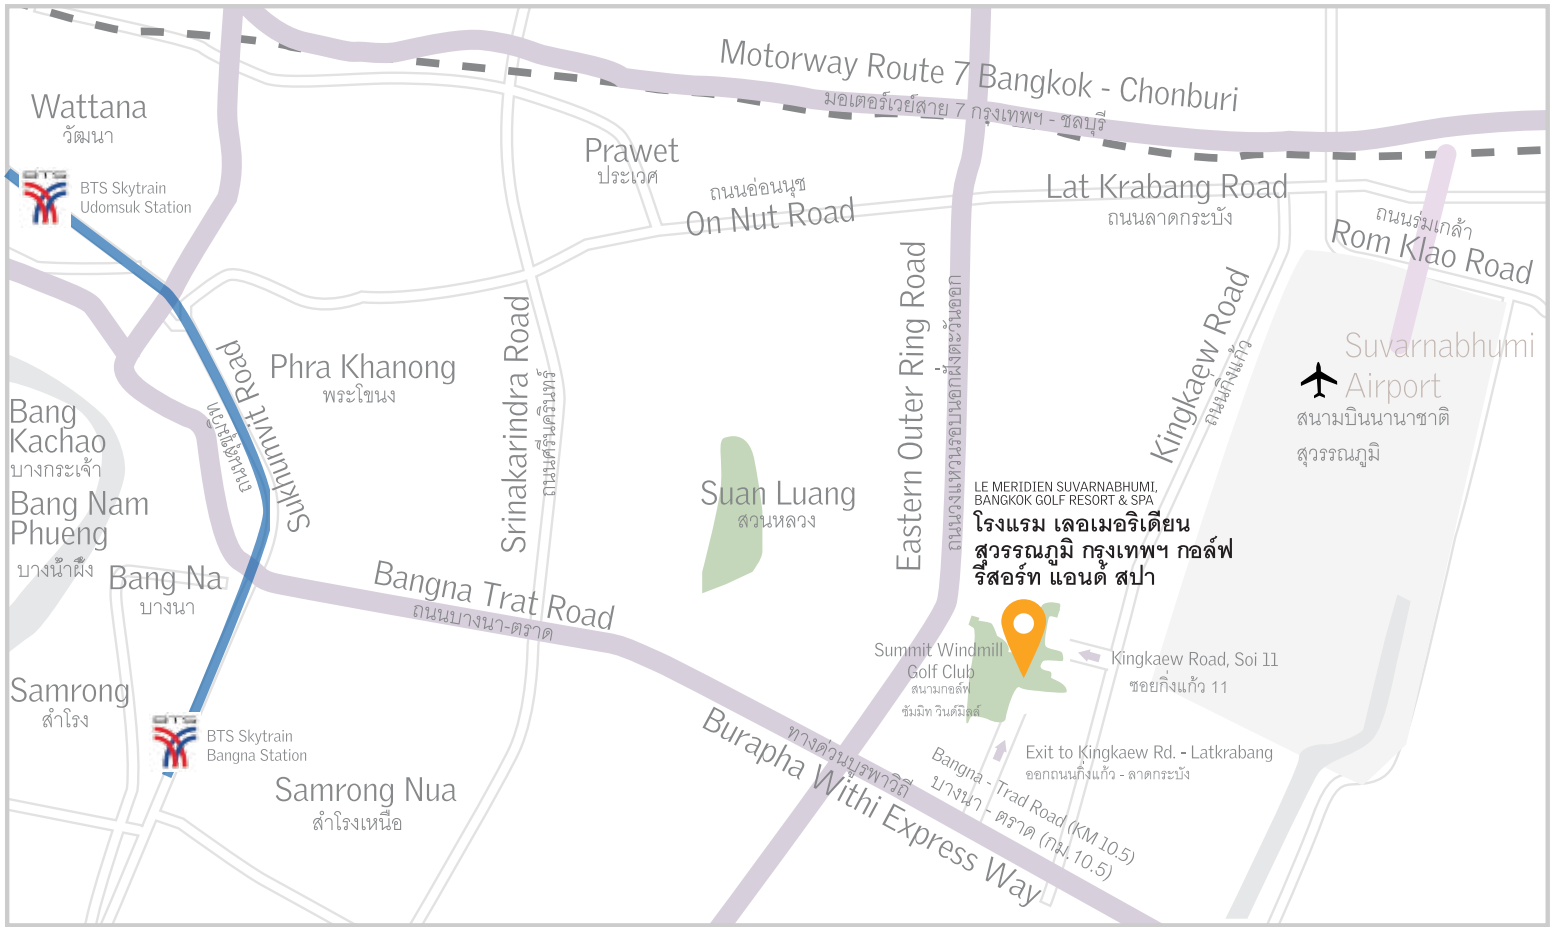 Motorway Route 7 Bangkok - Chonburi
มอเตอร์เวย์สาย 7 กรุงเทพฯ - ชลบุรี
Wattana
วัฒนา
BTS
BTS Skytrain
Udomsuk Station
Prawet
ประเวศ
ถนนอ่อนนุช
On Nut Road
Lat Krabang Road
ถนนลาดกระบัง
ถนนร่มเกล้า
Rom Klao Road
Sukhumvit Road
ถนนสุขุมวิท
Phra Khanong
พระโขนง
Srinakarindra Road
ถนนศรีนครินทร์
Eastern Outer Ring Road
ถนนวงแหวนรอบนอกฝั่งตะวันออก
Kingkaew Road
ถนนกิ่งแก้ว
Suvarnabhumi
Airport
สนามบินนานาชาติ
สุวรรณภูมิ
Bang
Kachao
บางกระเจ้า
Bang Nam
Phueng
บางน้ำผึ้ง
Suan Luang
สวนหลวง
LE MERIDIEN SUVARNABHUMI,
BANGKOK GOLF RESORT & SPA
โรงแรม เลอเมอริเดียน
สุวรรณภูมิ กรุงเทพฯ กอล์ฟ
รีสอร์ท แอนด์ สปา
Bang Na
บางนา
Bangna Trat Road
ถนนบางนา-ตราด
Summit Windmill
Golf Club
สนามกอล์ฟ
ซัมมิท วินด์มิลล์
Kingkaew Road, Soi 11
ซอยกิ่งแก้ว 11
Samrong
สำโรง
BTS
BTS Skytrain
Bangna Station
Samrong Nua
สำโรงเหนือ
ทางด่วนบูรพาวิถี
Burapha Withi Express Way
Exit to Kingkaew Rd. - Latkrabang
ออกถนนกิ่งแก้ว - ลาดกระบัง
Bangna - Trad Road (KM 10.5)
บางนา - ตราด (กม.10.5)